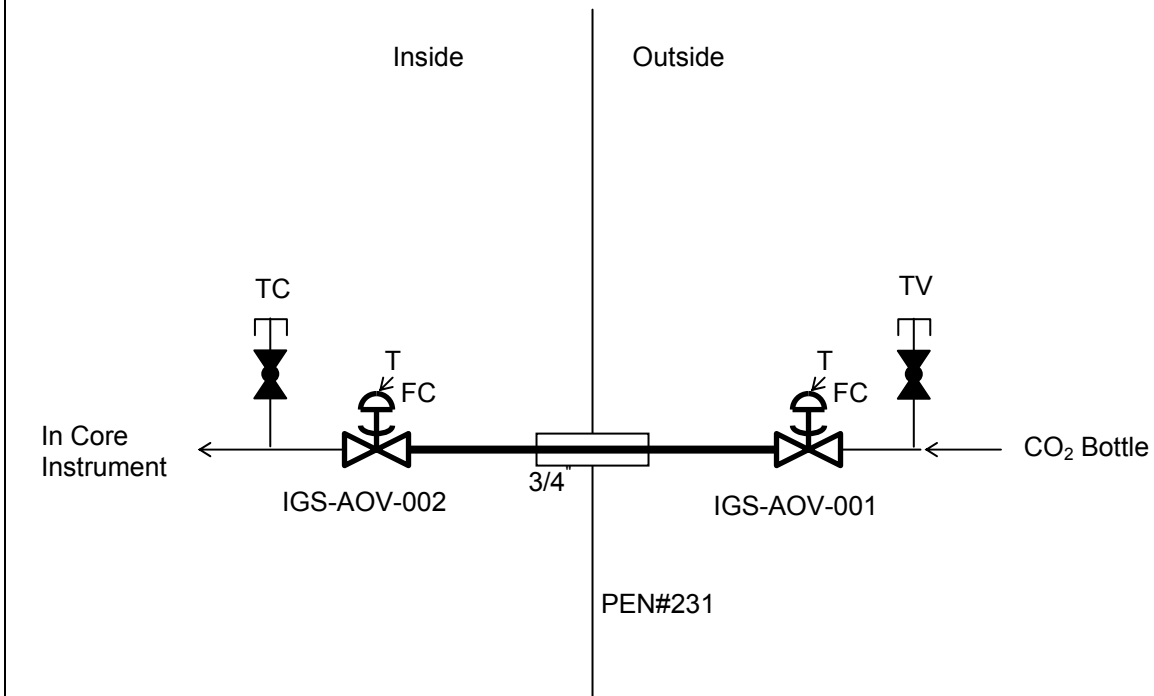 Inside
Outside
TC
TV
T
FC
T
FC
In Core
Instrument
CO₂ Bottle
3/4"
IGS-AOV-002
IGS-AOV-001
PEN#231